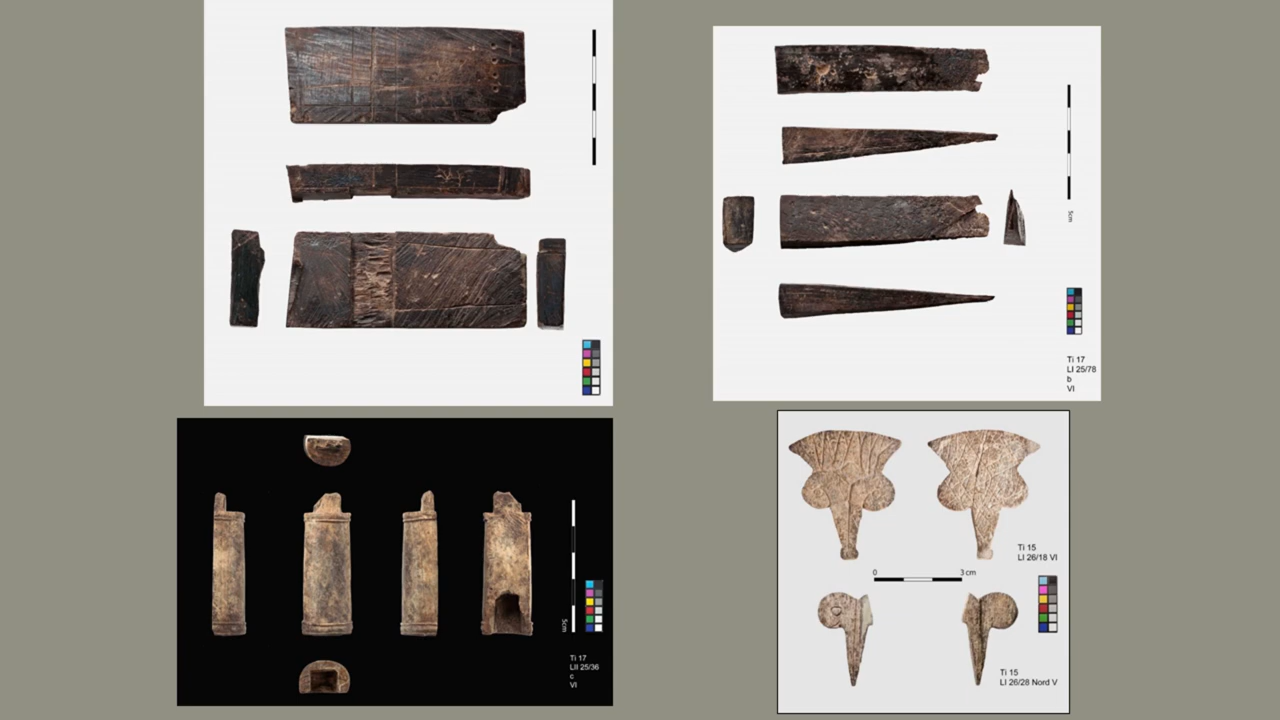 5cm
Ti 17
LI 25/78
b
VI
5cm
Ti 17
LII 25/36
c
VI
Ti 15
LI 26/18 VI
0 3 cm
Ti 15
LI 26/28 Nord V